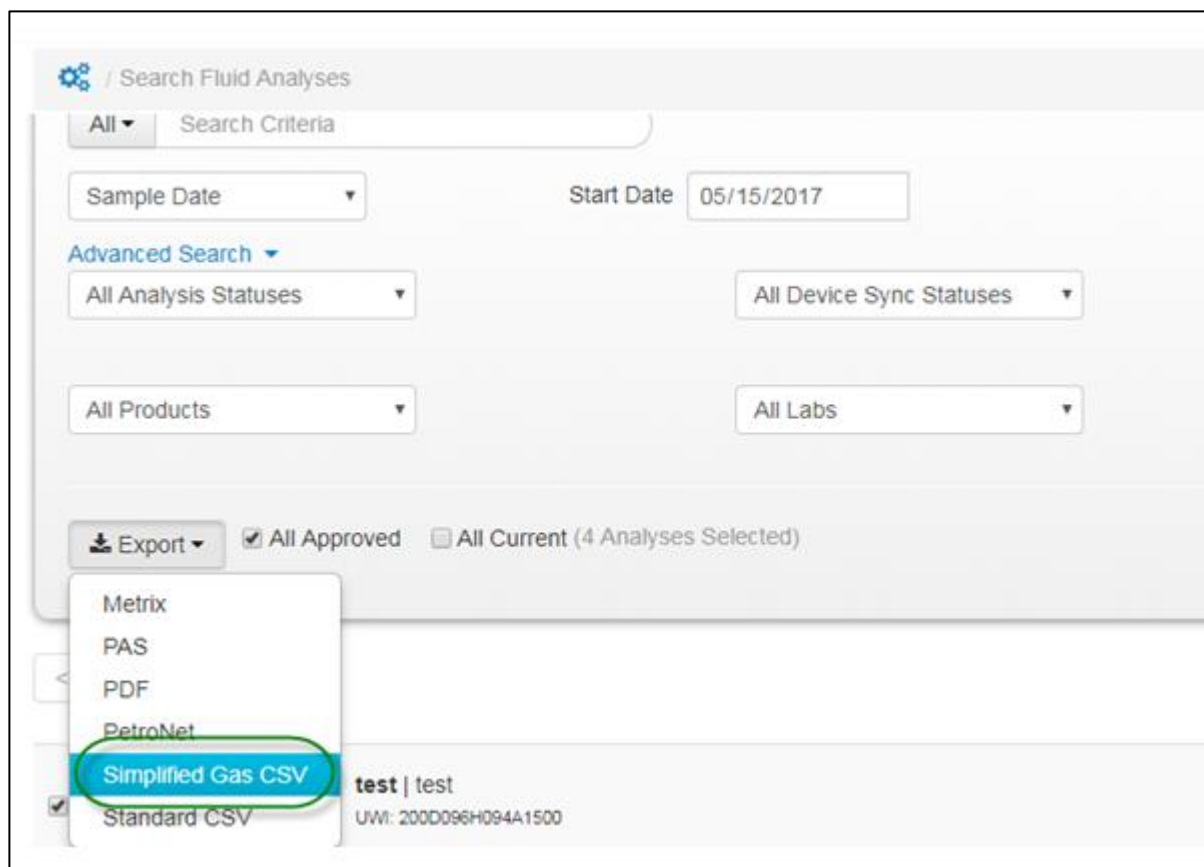 / Search Fluid Analyses
All Search Criteria
Sample Date Start Date 05/15/2017
Advanced Search
All Analysis Statuses All Device Sync Statuses
All Products All Labs
Export All Approved All Current (4 Analyses Selected)
Metrix
PAS
PDF
<
PetroNet
Simplified Gas CSV
test | test
Standard CSV
UWI: 200D096H094A1500